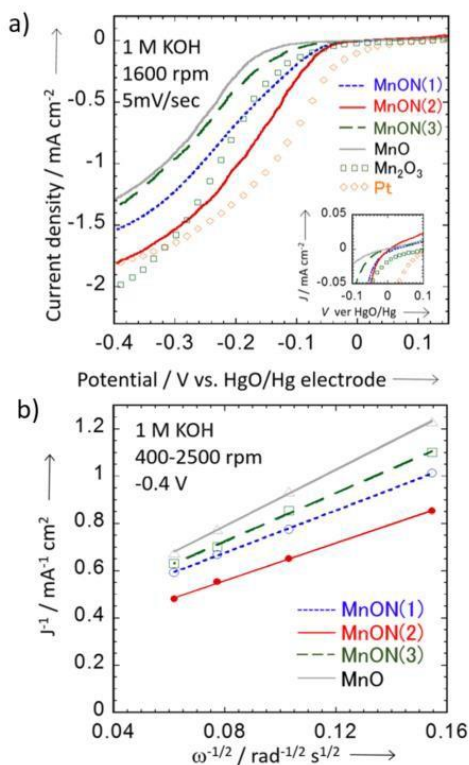 a)
0
-0.5
-1
-1.5
-2
Current density / mA cm⁻² →
1 M KOH
1600 rpm
5mV/sec
MnON(1)
MnON(2)
MnON(3)
MnO
Mn₂O₃
Pt
0.05
0
-0.05
J / mA cm⁻² →
-0.1 0 0.1
V ver HgO/Hg →
-0.4 -0.3 -0.2 -0.1 0 0.1
Potential / V vs. HgO/Hg electrode →
b)
1.2
1
0.8
0.6
0.4
0.2
0
J⁻¹ / mA⁻¹ cm² →
1 M KOH
400-2500 rpm
-0.4 V
MnON(1)
MnON(2)
MnON(3)
MnO
0.04 0.08 0.12 0.16
ω⁻¹/² / rad⁻¹/² s¹/² →